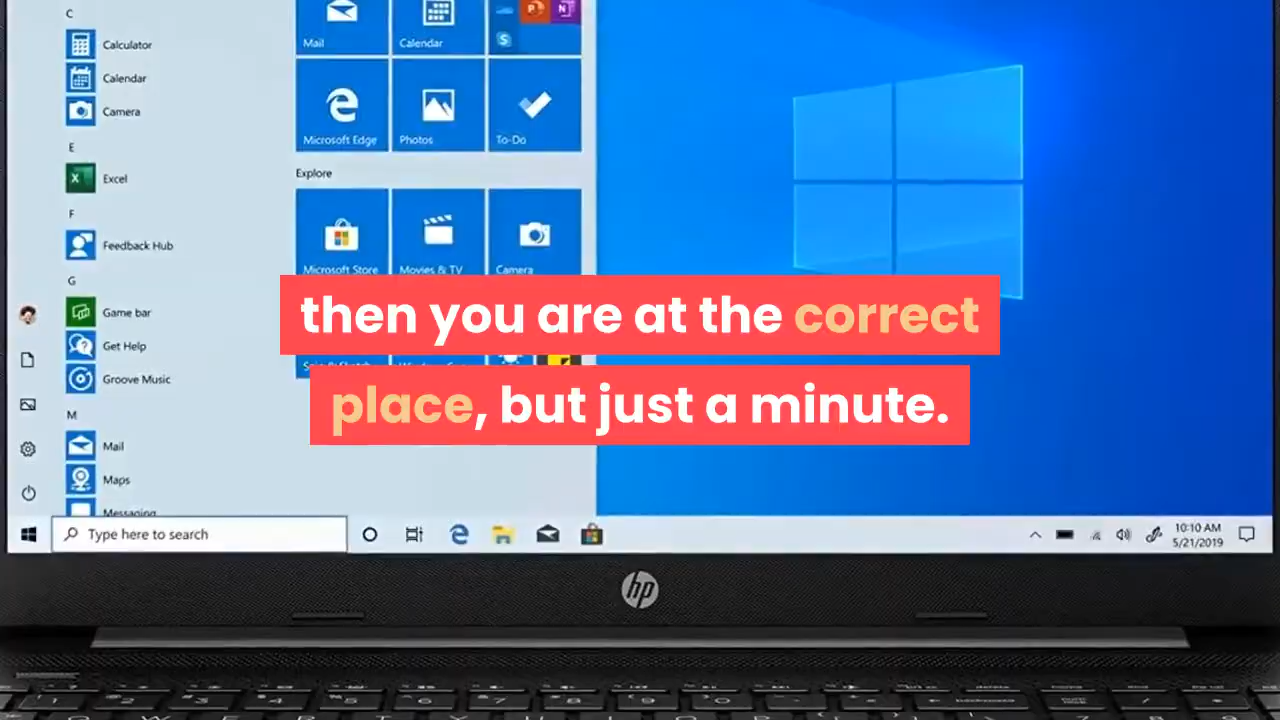 C
Calculator
Calendar
Camera
E
Excel
F
Feedback Hub
G
Game bar
Get Help
Groove Music
M
Mail
Maps
Messaging
Mail
Calendar
Microsoft Edge
Photos
To-Do
Explore
Microsoft Store
Movies & TV
Camera
then you are at the correct
place, but just a minute.
Type here to search
10:10 AM
5/21/2019
hp